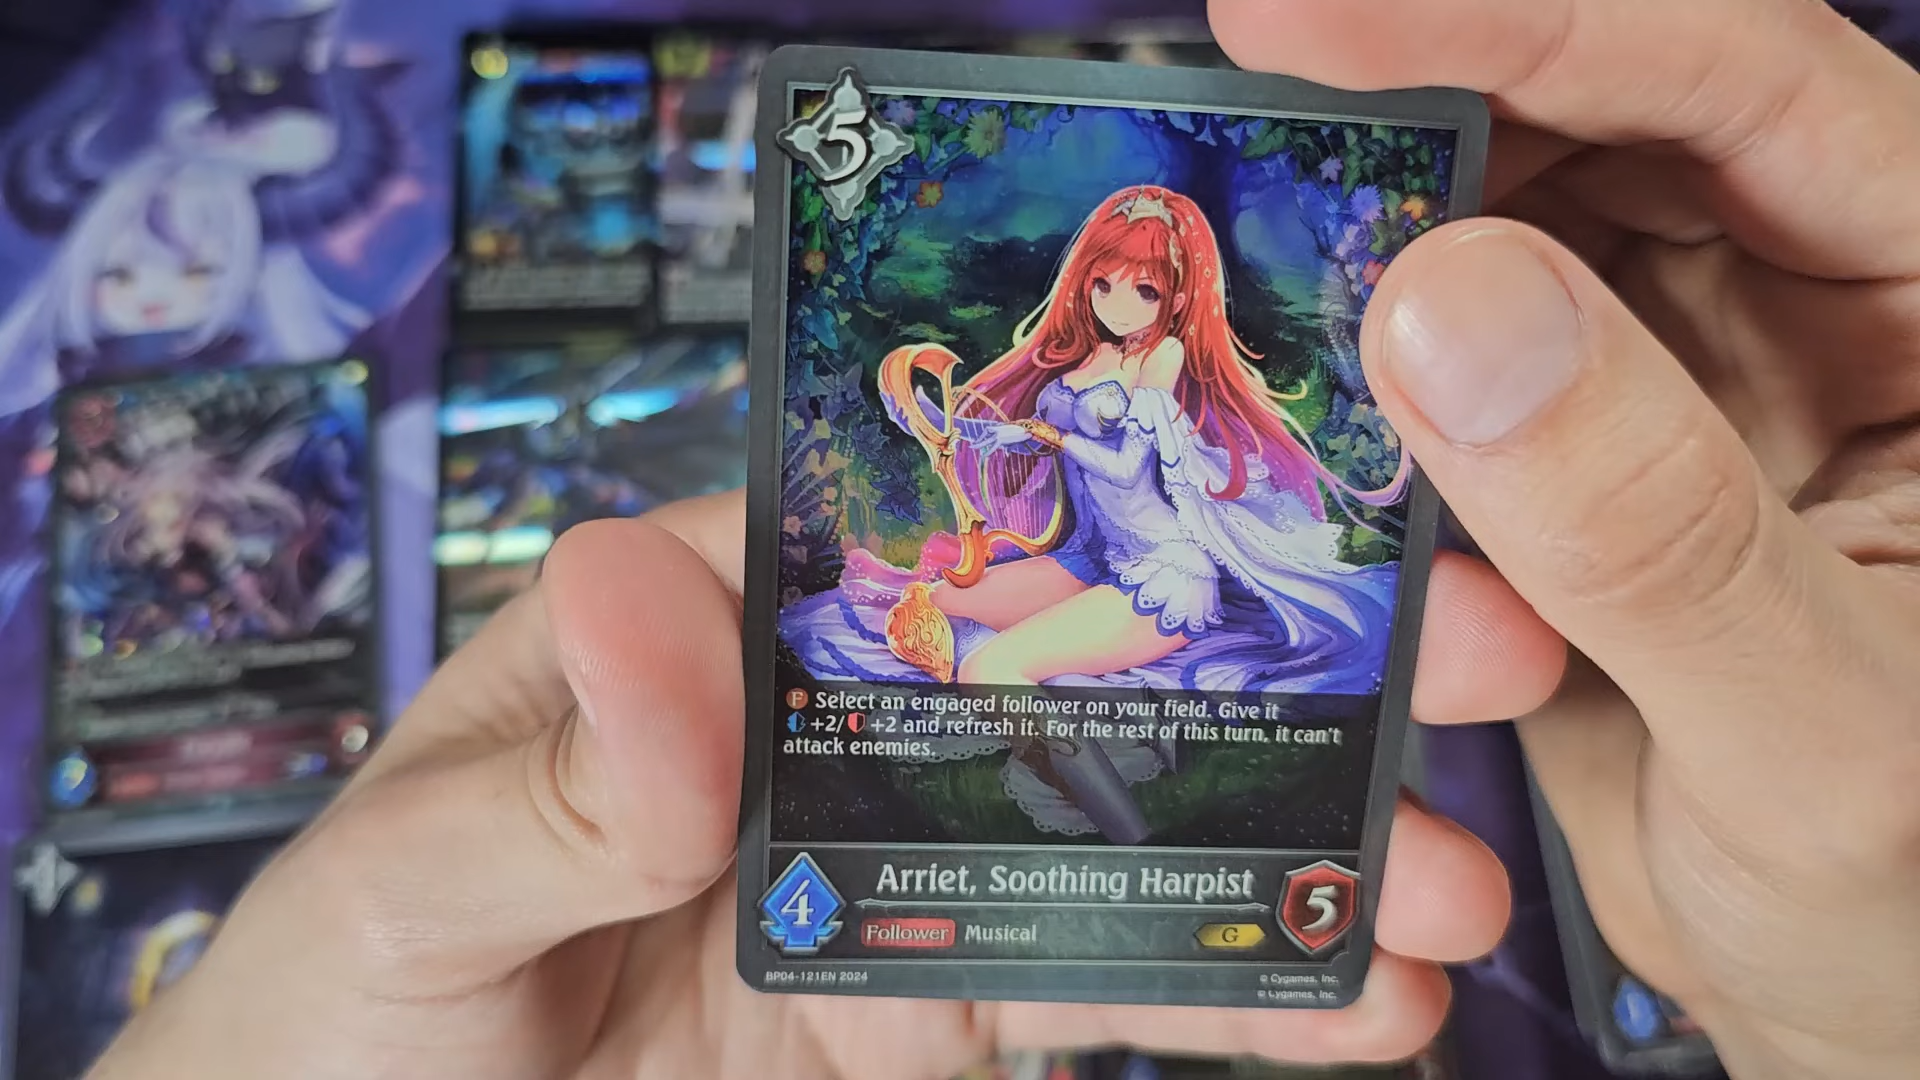 5
F Select an engaged follower on your field. Give it
+2/ +2 and refresh it. For the rest of this turn, it can't
attack enemies.
Arriet, Soothing Harpist
4
5
Follower Musical G
BP04-121EN 2024
© Cygames, Inc.
© Cygames, Inc.